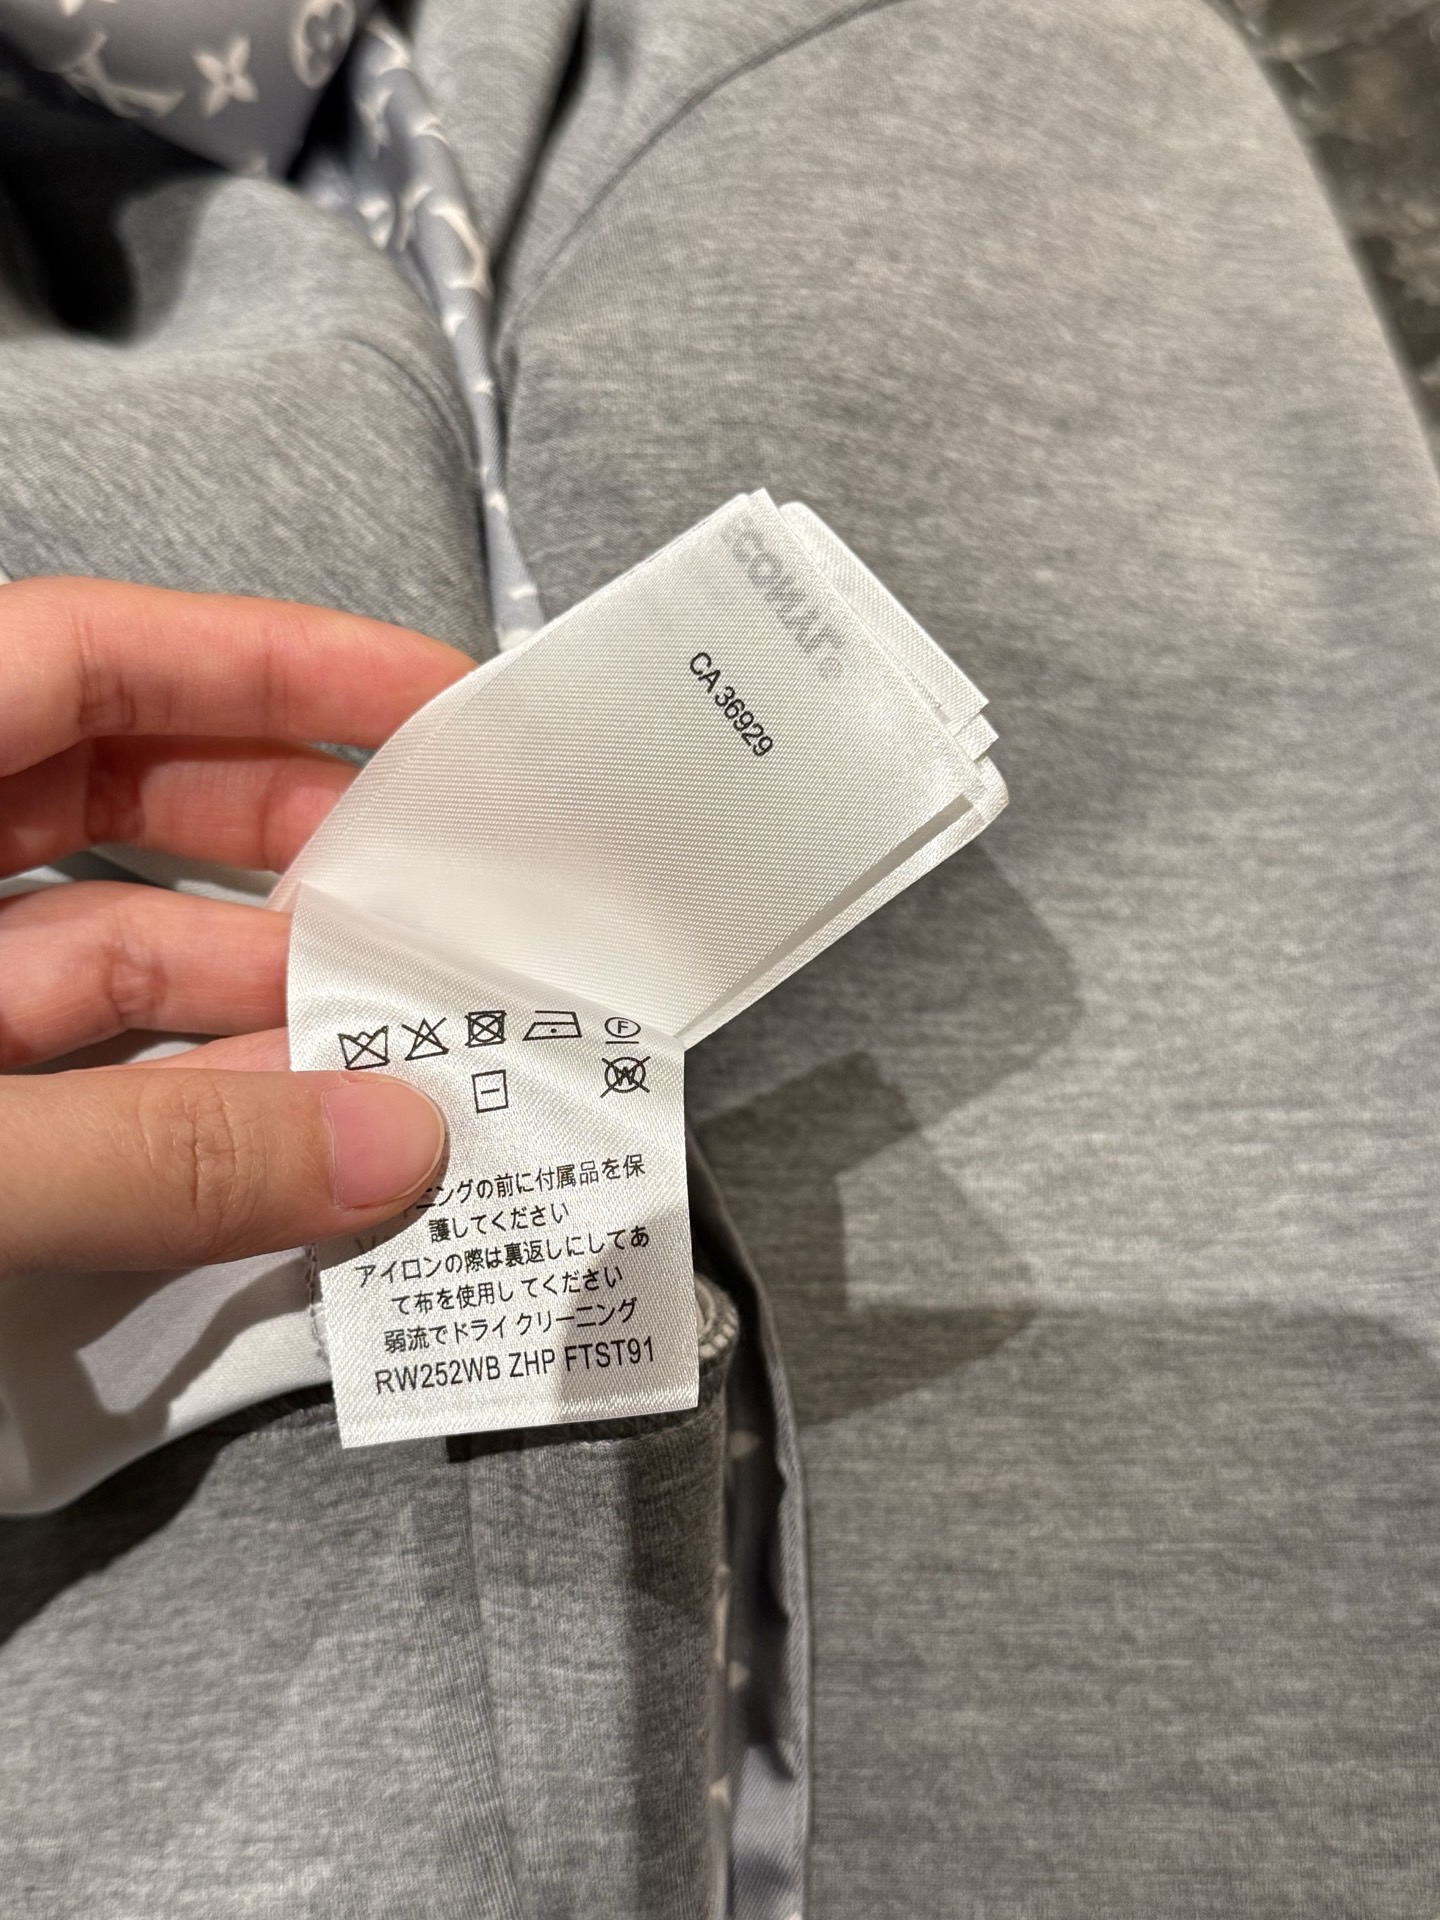 CA 36929
F
W
ニングの前に付属品を保
護してください
アイロンの際は裏返しにしてあ
て布を使用し てください
弱流でドライ クリーニング
RW252WB ZHP FTST91